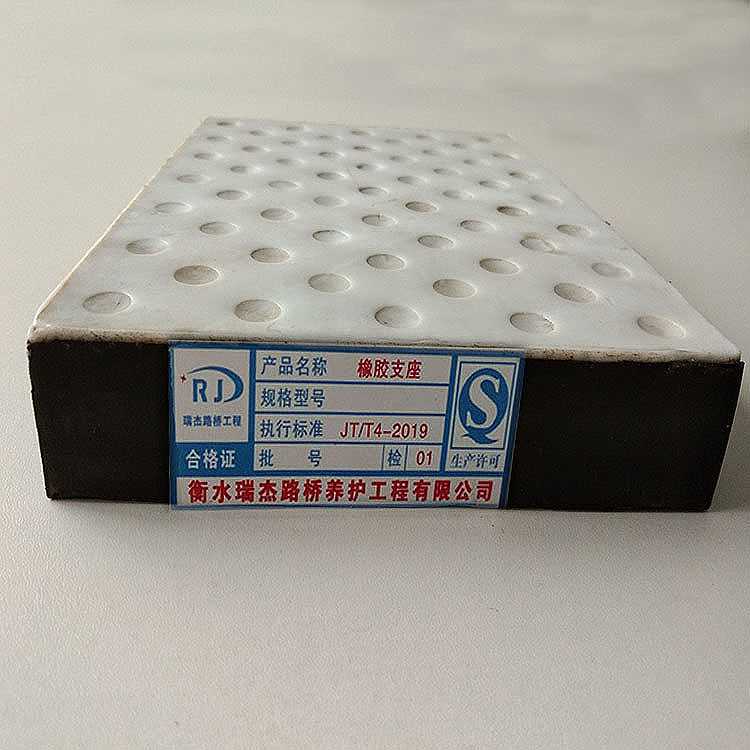 RJ
瑞杰路桥工程
合格证
产品名称 橡胶支座
规格型号
执行标准 JT/T4-2019
批 号 检 01
S
生产许可
衡水瑞杰路桥养护工程有限公司